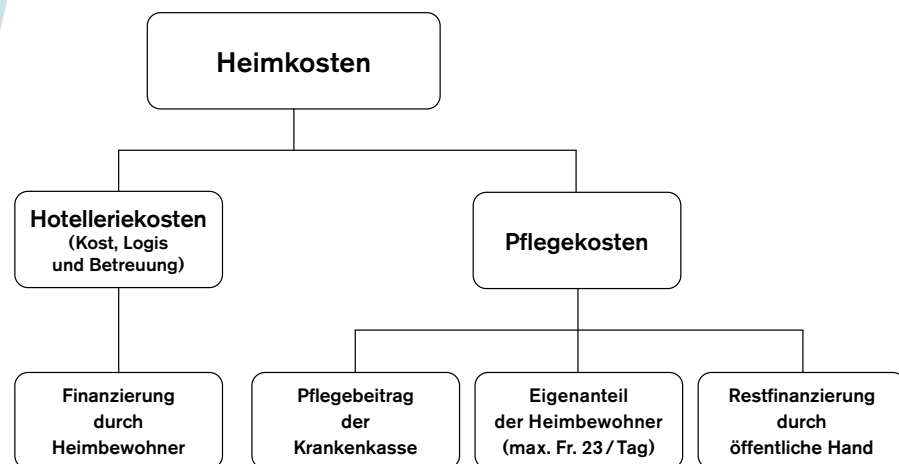 Heimkosten
Hotelleriekosten
(Kost, Logis
und Betreuung)
Pflegekosten
Finanzierung
durch
Heimbewohner
Pflegebeitrag
der
Krankenkasse
Eigenanteil
der Heimbewohner
(max. Fr. 23/Tag)
Restfinanzierung
durch
öffentliche Hand